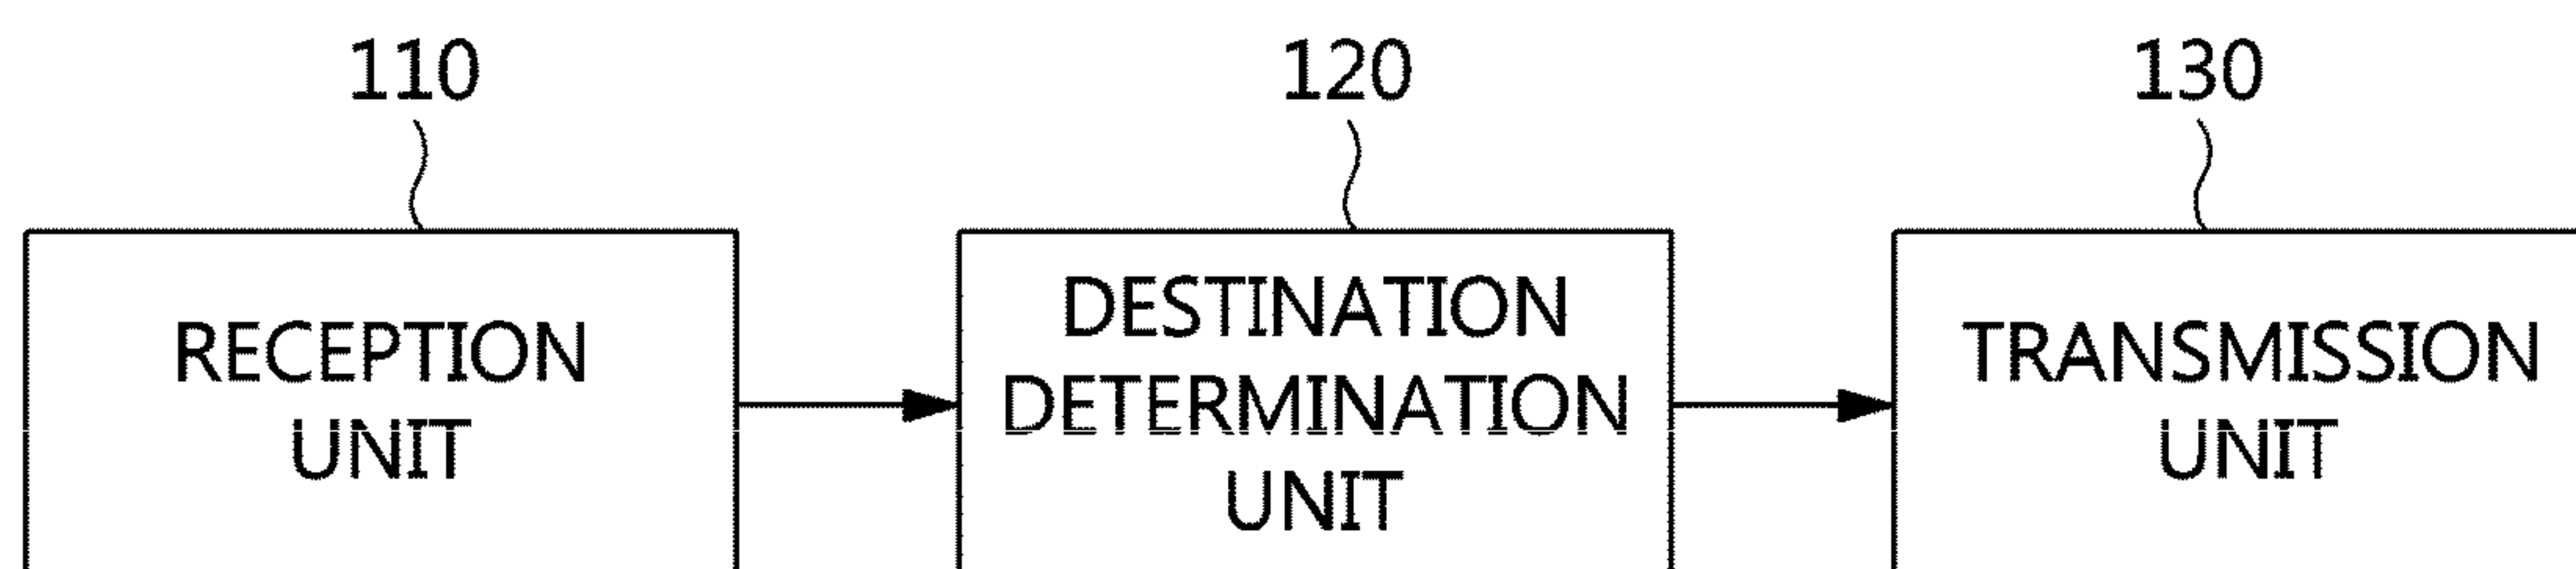 110
120
130
RECEPTION
UNIT
DESTINATION
DETERMINATION
UNIT
TRANSMISSION
UNIT